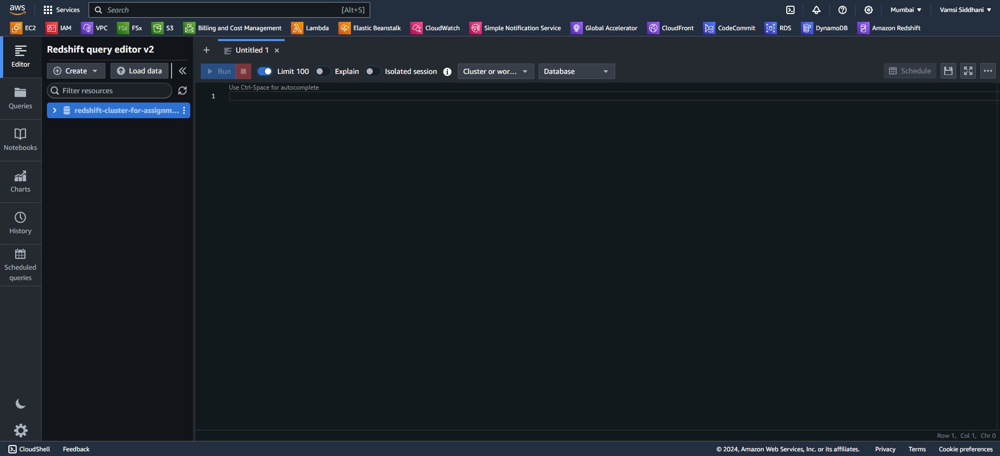 aws Services Search [Alt+S] Mumbai ▼ Vamsi Siddhani ▼
EC2 IAM VPC FSx FSx S3 Billing and Cost Management Lambda Elastic Beanstalk CloudWatch Simple Notification Service Global Accelerator CloudFront CodeCommit RDS DynamoDB Amazon Redshift
Editor
Queries
Notebooks
Charts
History
Scheduled
queries
Redshift query editor v2
Create Load data
Filter resources
redshift-cluster-for-assignm...
+ Untitled 1 ×
Run Limit 100 Explain Isolated session Cluster or wor... Database Schedule
Use Ctrl-Space for autocomplete
1
Row 1, Col 1, Chr 0
CloudShell Feedback © 2024, Amazon Web Services, Inc. or its affiliates. Privacy Terms Cookie preferences